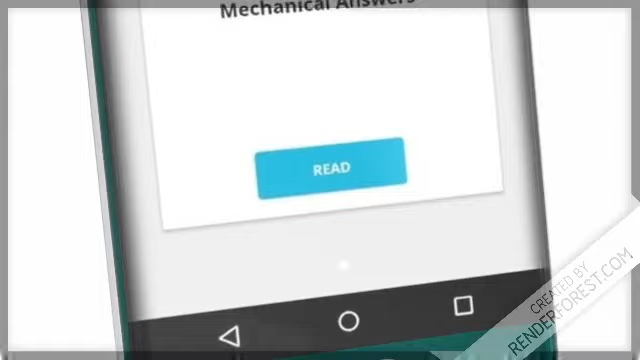 Mechanical Answers
READ
CREATED BY
RENDERFOREST.COM